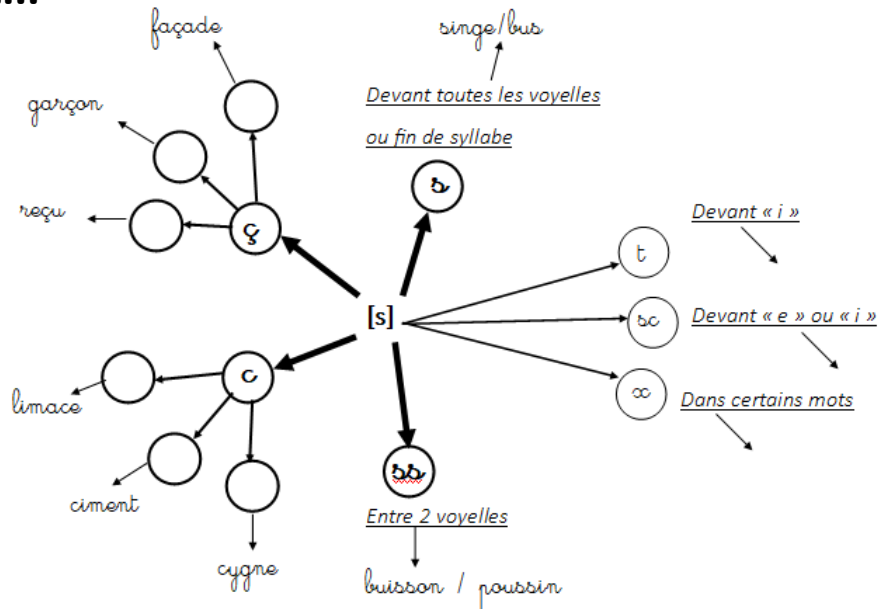 façade
singe/bus
Devant toutes les voyelles
ou fin de syllabe
garçon
s
reçu
ç
Devant « i »
t
[s]
sc
Devant « e » ou « i »
c
x
Dans certains mots
limace
ss
ciment
Entre 2 voyelles
cygne
buisson / poussin